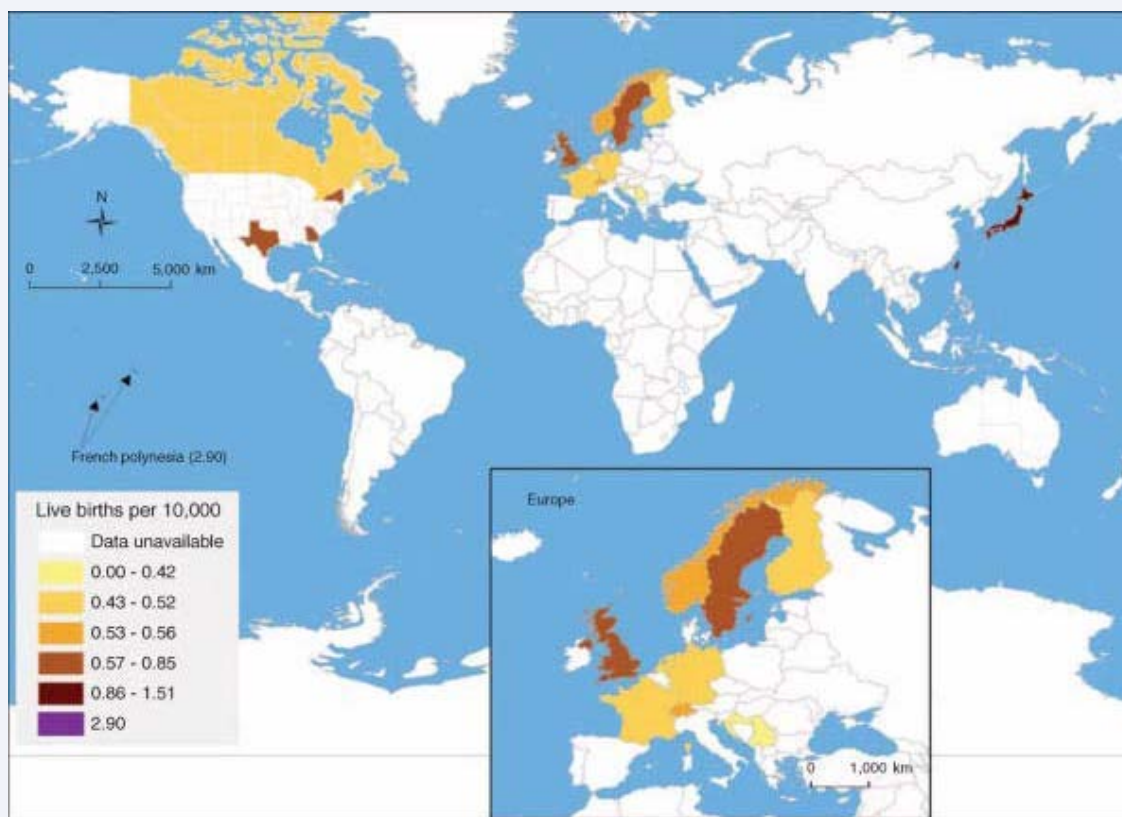 N
0 2,500 5,000 km
French polynesia (2.90)
Live births per 10,000
Data unavailable
0.00 - 0.42
0.43 - 0.52
0.53 - 0.56
0.57 - 0.85
0.86 - 1.51
2.90
Europe
0 1,000 km